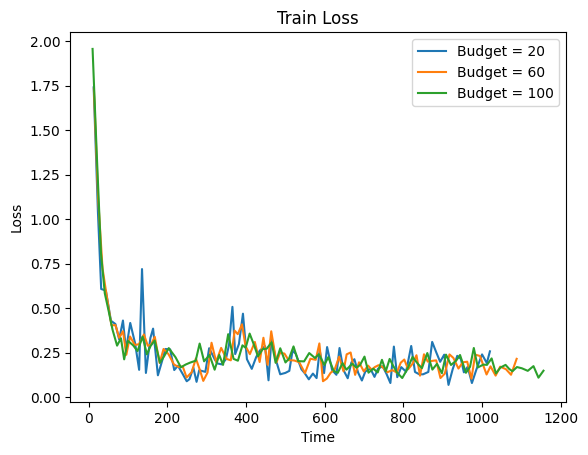 Train Loss
Budget = 20
Budget = 60
Budget = 100
Loss
2.00
1.75
1.50
1.25
1.00
0.75
0.50
0.25
0.00
0 200 400 600 800 1000 1200
Time